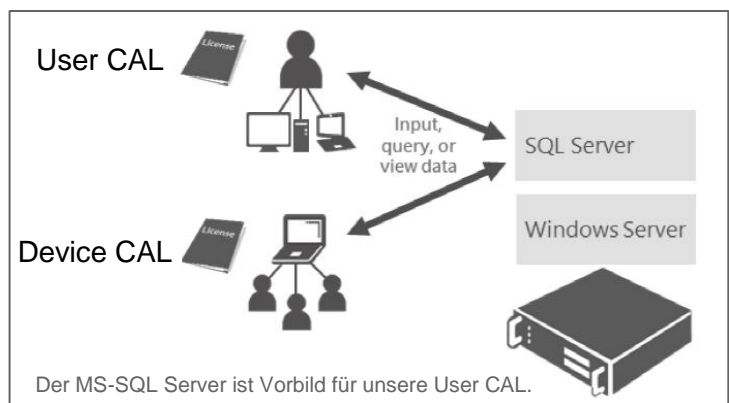 User CAL
License
Input,
query, or
view data
SQL Server
Device CAL
License
Windows Server
Der MS-SQL Server ist Vorbild für unsere User CAL.